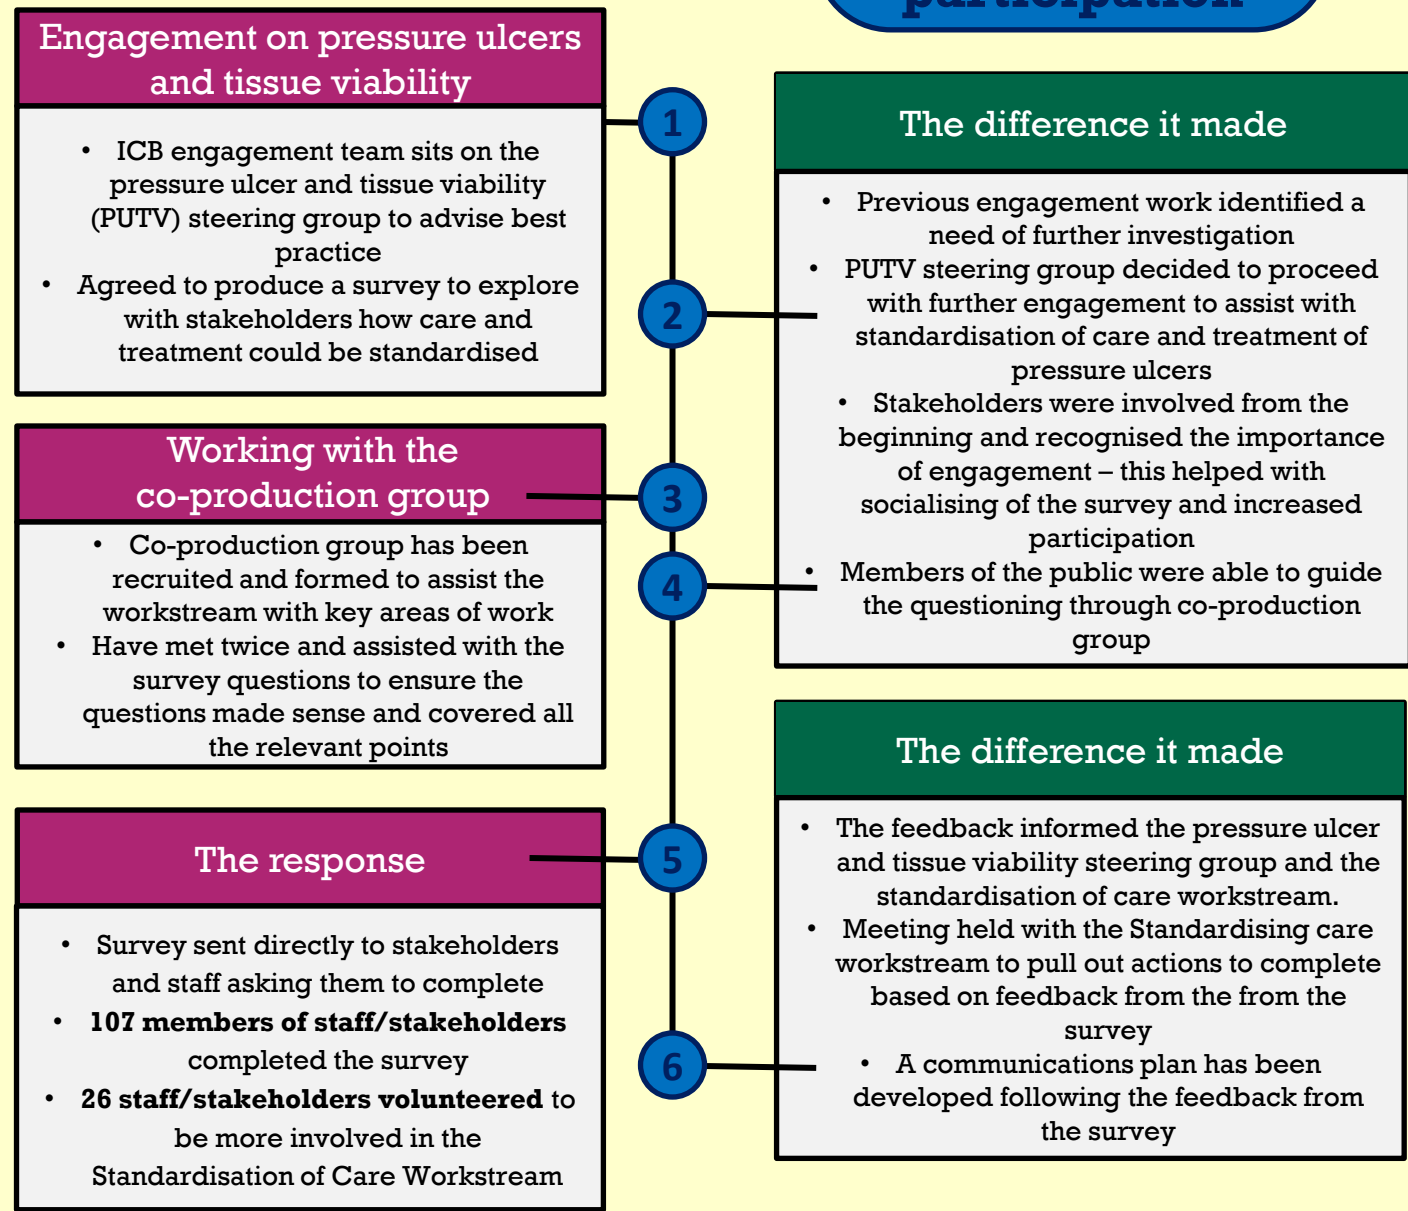 participation
Engagement on pressure ulcers
and tissue viability
• ICB engagement team sits on the
pressure ulcer and tissue viability
(PUTV) steering group to advise best
practice
• Agreed to produce a survey to explore
with stakeholders how care and
treatment could be standardised
1
The difference it made
• Previous engagement work identified a
need of further investigation
• PUTV steering group decided to proceed
with further engagement to assist with
standardisation of care and treatment of
pressure ulcers
• Stakeholders were involved from the
beginning and recognised the importance
of engagement – this helped with
socialising of the survey and increased
participation
• Members of the public were able to guide
the questioning through co-production
group
2
Working with the
co-production group
• Co-production group has been
recruited and formed to assist the
workstream with key areas of work
• Have met twice and assisted with the
survey questions to ensure the
questions made sense and covered all
the relevant points
3
4
The response
• Survey sent directly to stakeholders
and staff asking them to complete
• 107 members of staff/stakeholders
completed the survey
• 26 staff/stakeholders volunteered to
be more involved in the
Standardisation of Care Workstream
5
The difference it made
• The feedback informed the pressure ulcer
and tissue viability steering group and the
standardisation of care workstream.
• Meeting held with the Standardising care
workstream to pull out actions to complete
based on feedback from the from the
survey
• A communications plan has been
developed following the feedback from
the survey
6